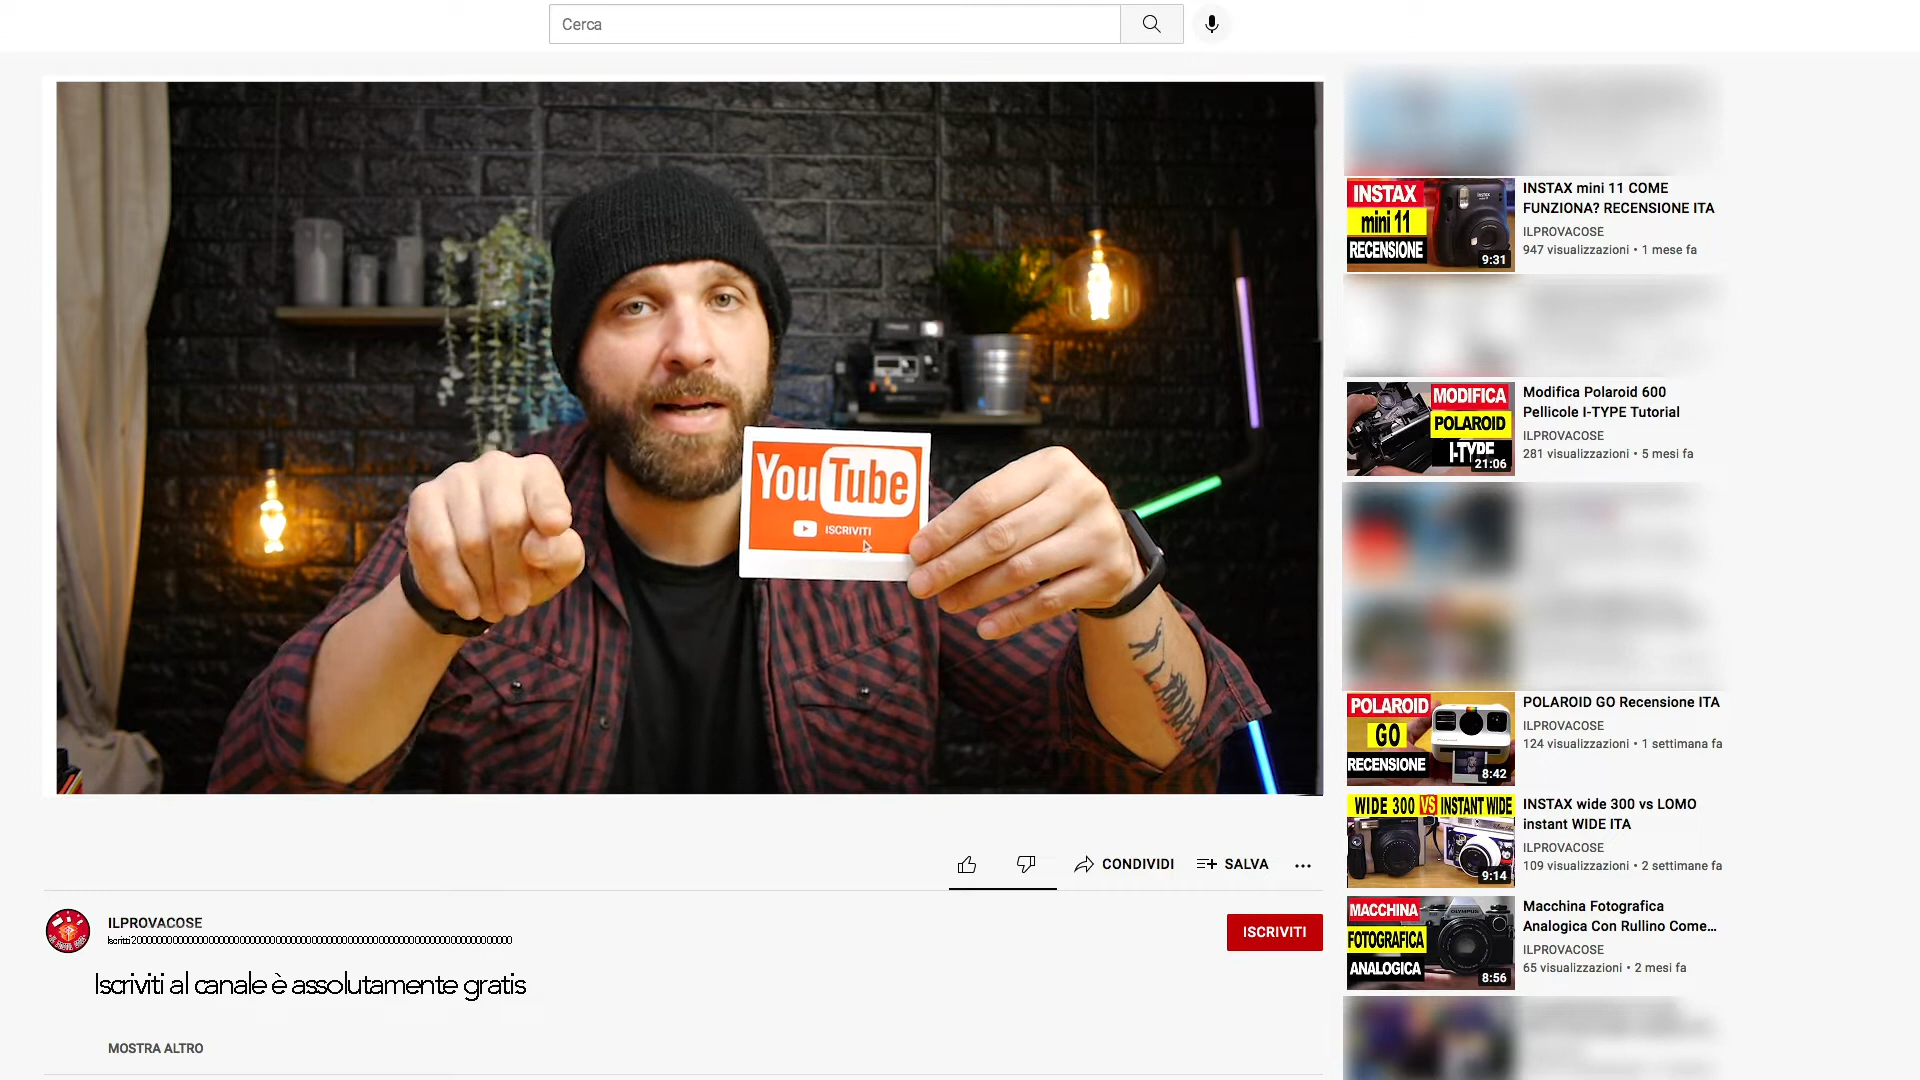 Cerca
YouTube
ISCRIVITI
CONDIVIDI
SALVA
ILPROVACOSE
Iscriviti al canale è assolutamente gratis
MOSTRA ALTRO
ISCRIVITI
INSTAX
mini 11
RECENSIONE
9:31
INSTAX mini 11 COME
FUNZIONA? RECENSIONE ITA
ILPROVACOSE
947 visualizzazioni • 1 mese fa
MODIFICA
POLAROID
I-TYPE
21:06
Modifica Polaroid 600
Pellicole I-TYPE Tutorial
ILPROVACOSE
281 visualizzazioni • 5 mesi fa
POLAROID
GO
RECENSIONE
8:42
POLAROID GO Recensione ITA
ILPROVACOSE
124 visualizzazioni • 1 settimana fa
WIDE 300 VS INSTANT WIDE
9:14
INSTAX wide 300 vs LOMO
instant WIDE ITA
ILPROVACOSE
109 visualizzazioni • 2 settimane fa
MACCHINA
FOTOGRAFICA
ANALOGICA
OLYMPUS
8:56
Macchina Fotografica
Analogica Con Rullino Come...
ILPROVACOSE
65 visualizzazioni • 2 mesi fa